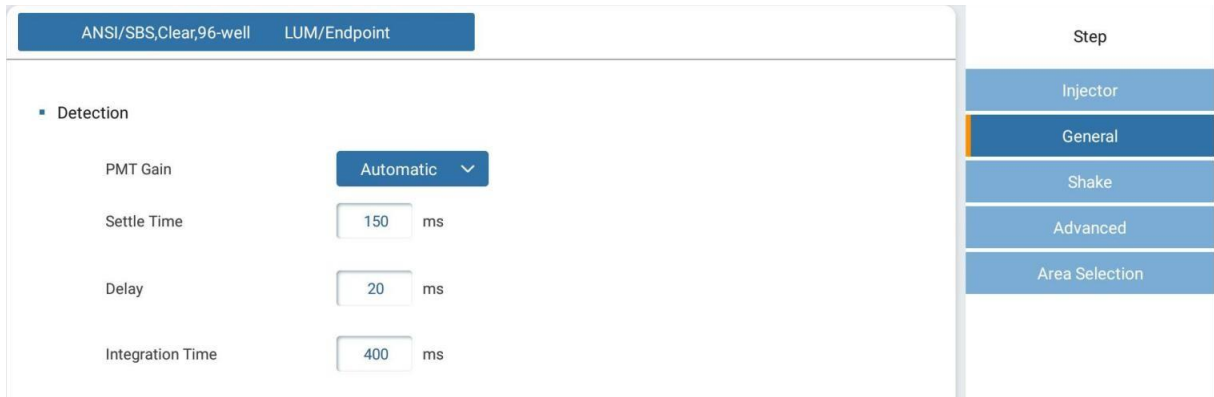 ANSI/SBS,Clear,96-well LUM/Endpoint
Detection
PMT Gain Automatic
Settle Time 150 ms
Delay 20 ms
Integration Time 400 ms
Step
Injector
General
Shake
Advanced
Area Selection